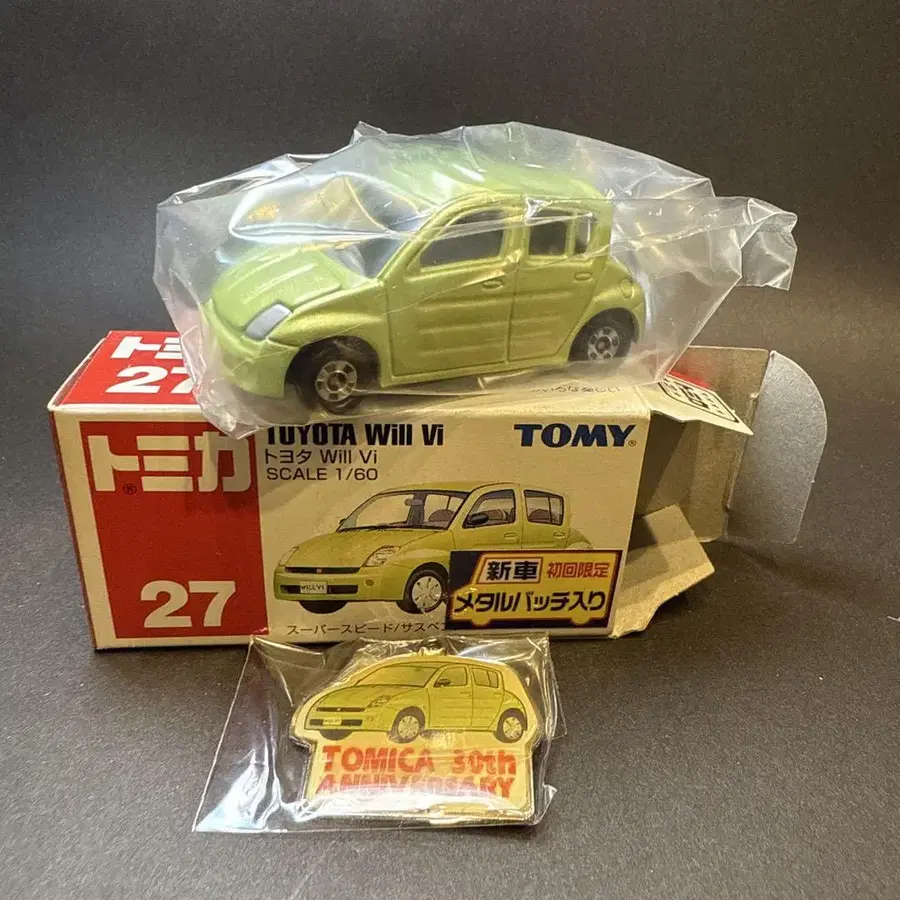 トミカ
27
TOYOTA Will Vi
トヨタ Will Vi
SCALE 1/60
TOMY®
トミカ®
27
WiLL Vi
新車 初回限定
メタルバッチ入り
スーパースピード/サスペ
TOMICA 30th
ANNIVERSARY